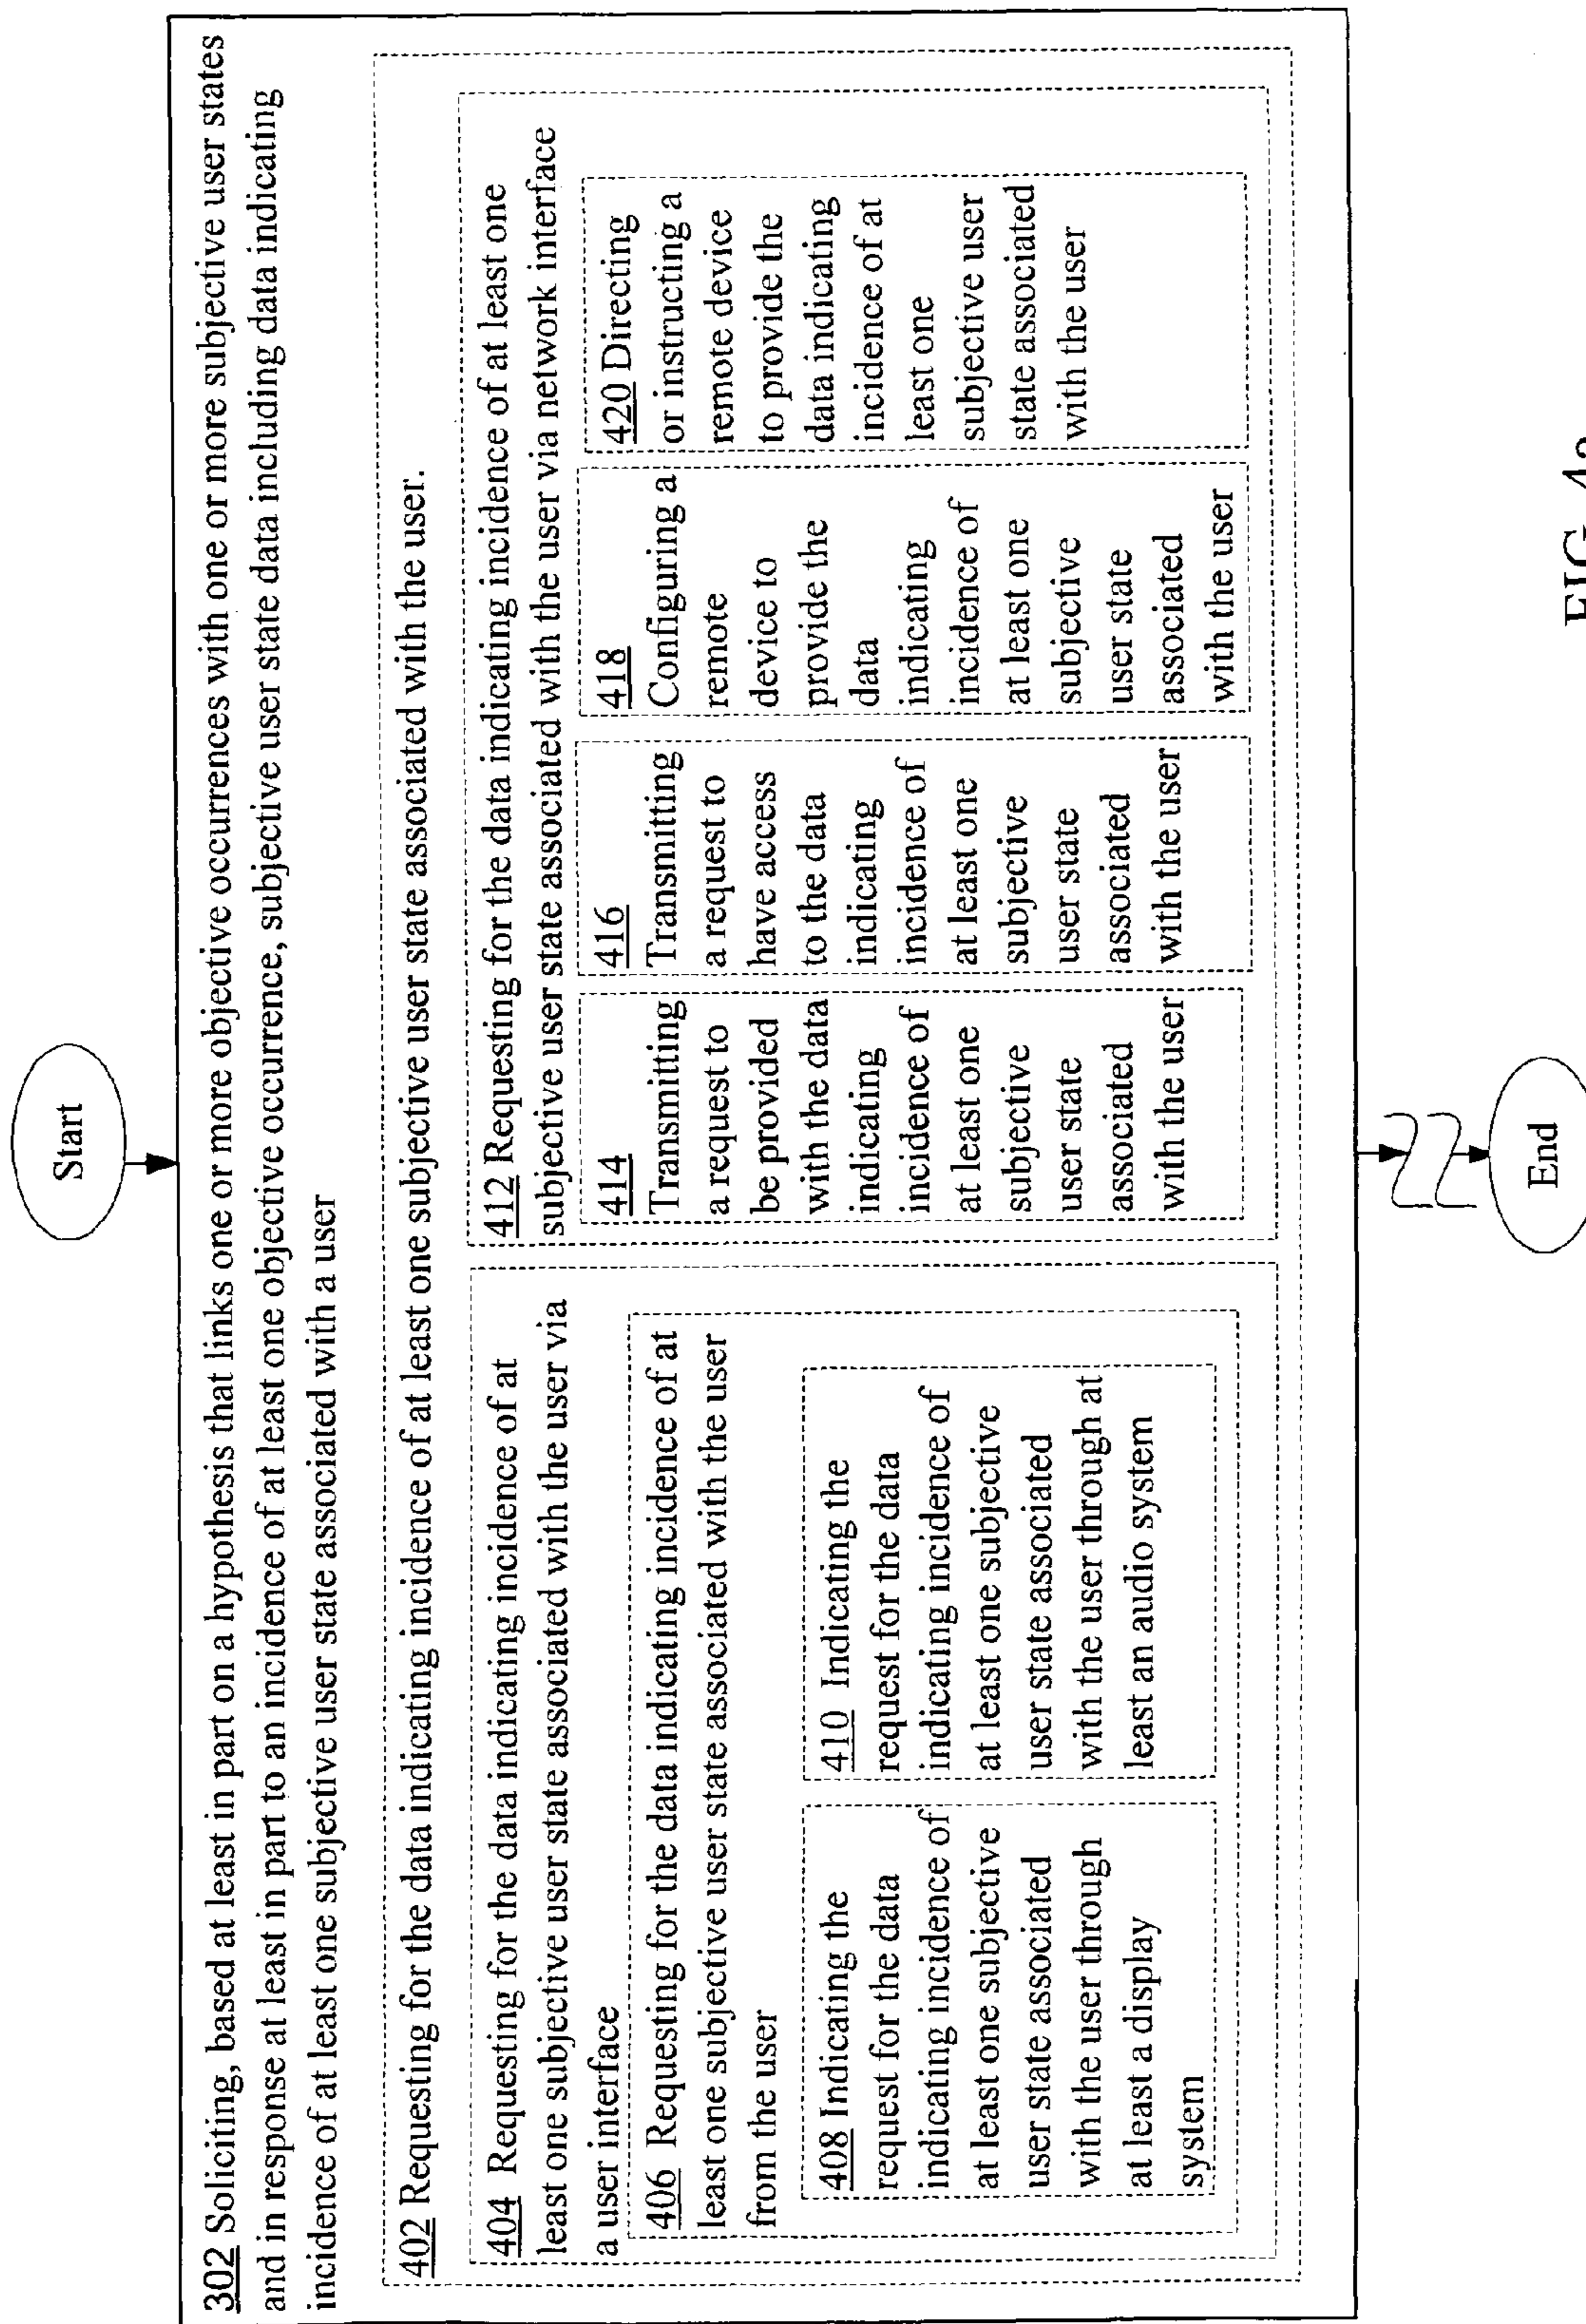 Start
302 Soliciting, based at least in part on a hypothesis that links one or more objective occurrences with one or more subjective user states
and in response at least in part to an incidence of at least one objective occurrence, subjective user state data including data indicating
incidence of at least one subjective user state associated with a user
402 Requesting for the data indicating incidence of at least one subjective user state associated with the user.
404 Requesting for the data indicating incidence of at
least one subjective user state associated with the user via
a user interface
406 Requesting for the data indicating incidence of at
least one subjective user state associated with the user
from the user
408 Indicating the
request for the data
indicating incidence of
at least one subjective
user state associated
with the user through
at least a display
system
410 Indicating the
request for the data
indicating incidence of
at least one subjective
user state associated
with the user through at
least an audio system
412 Requesting for the data indicating incidence of at least one
subjective user state associated with the user via network interface
414
Transmitting
a request to
be provided
with the data
indicating
incidence of
at least one
subjective
user state
associated
with the user
416
Transmitting
a request to
have access
to the data
indicating
incidence of
at least one
subjective
user state
associated
with the user
418
Configuring a
remote
device to
provide the
data
indicating
incidence of
at least one
subjective
user state
associated
with the user
420 Directing
or instructing a
remote device
to provide the
data indicating
incidence of at
least one
subjective user
state associated
with the user
End